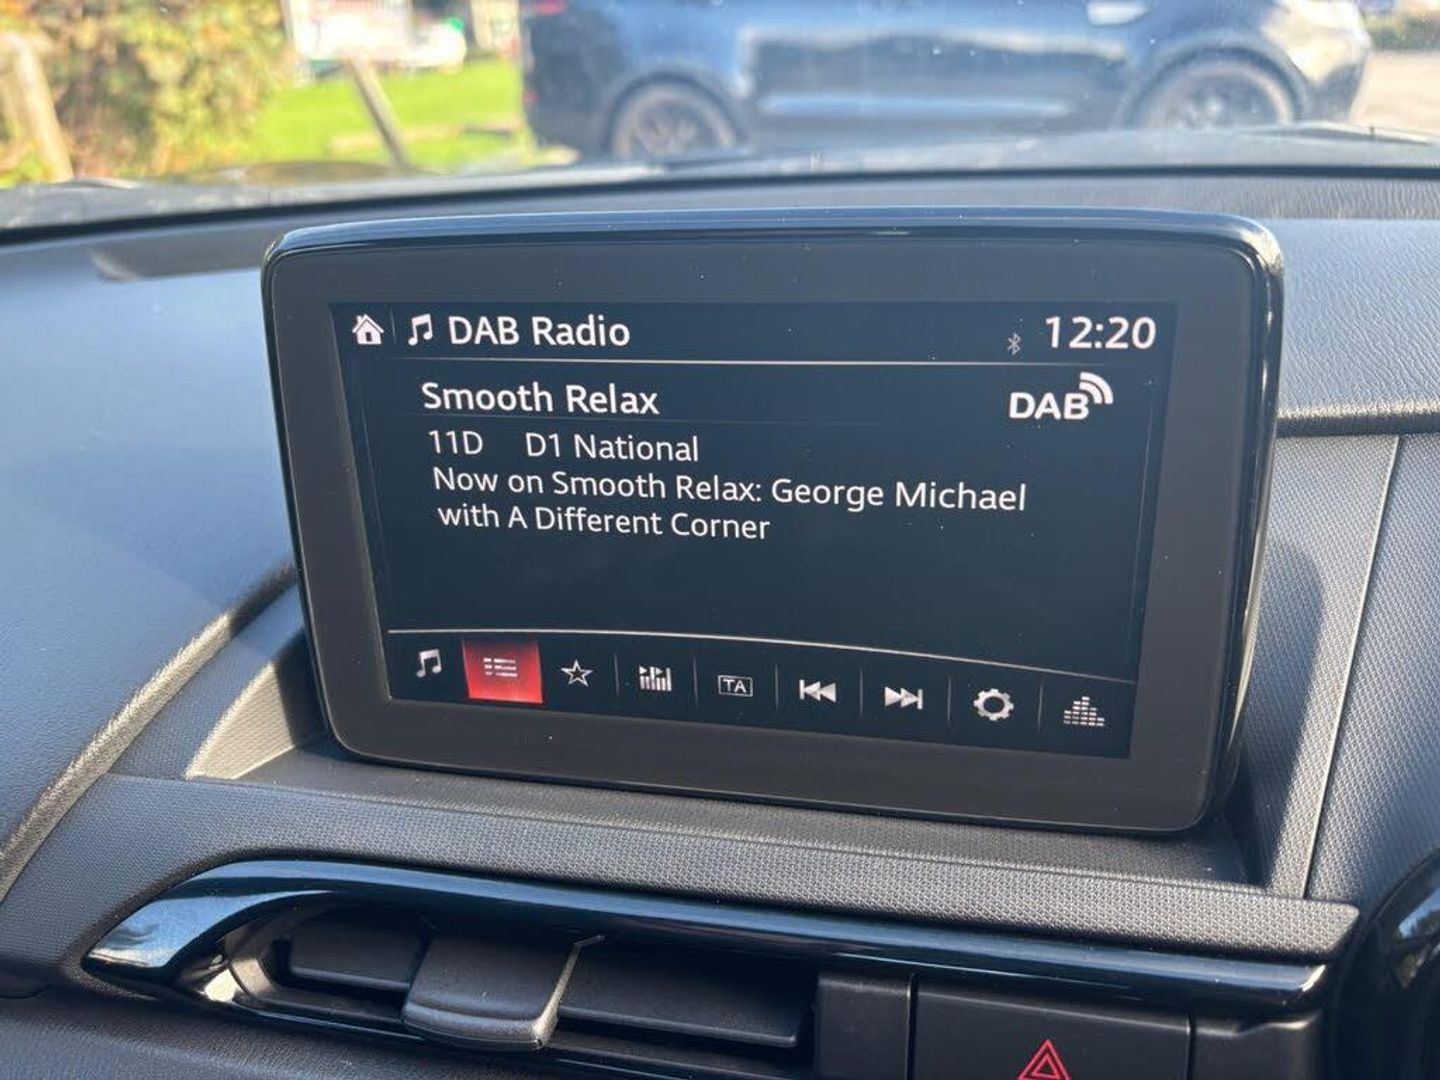 DAB Radio 12:20
Smooth Relax DAB
11D D1 National
Now on Smooth Relax: George Michael
with A Different Corner
TA